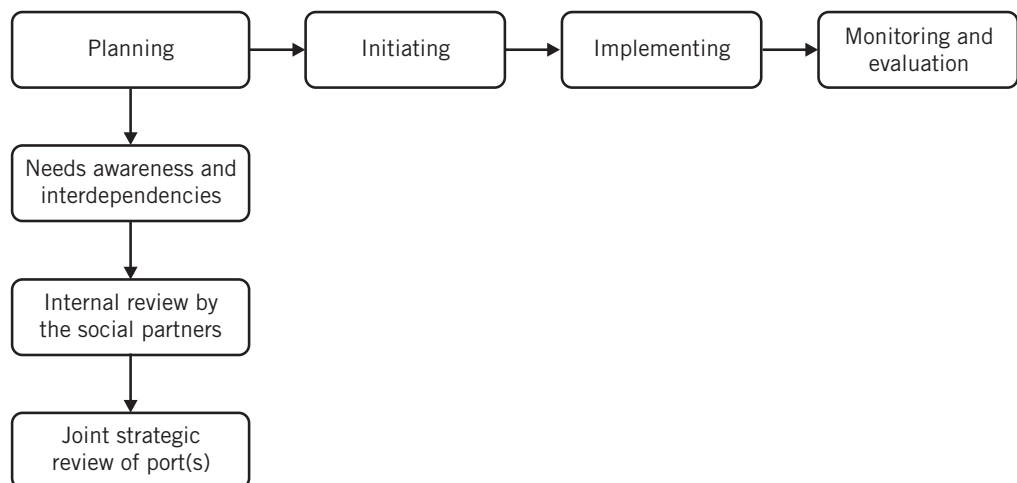 Planning
Initiating
Implementing
Monitoring and
evaluation
Needs awareness and
interdependencies
Internal review by
the social partners
Joint strategic
review of port(s)